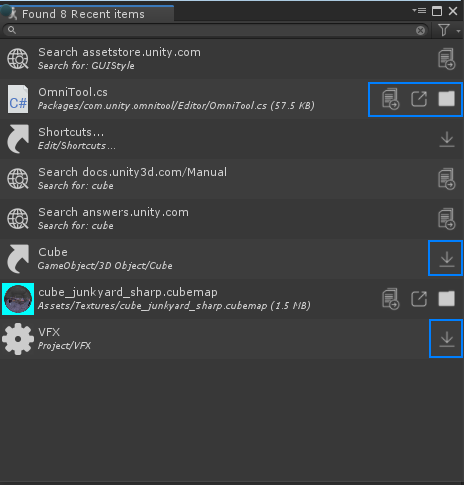 Found 8 Recent items
Search assetstore.unity.com
Search for: GUIStyle
C#
OmniTool.cs
Packages/com.unity.omnitool/Editor/OmniTool.cs (57.5 KB)
Shortcuts...
Edit/Shortcuts...
Search docs.unity3d.com/Manual
Search for: cube
Search answers.unity.com
Search for: cube
Cube
GameObject/3D Object/Cube
cube_junkyard_sharp.cubemap
Assets/Textures/cube_junkyard_sharp.cubemap (1.5 MB)
VFX
Project/VFX